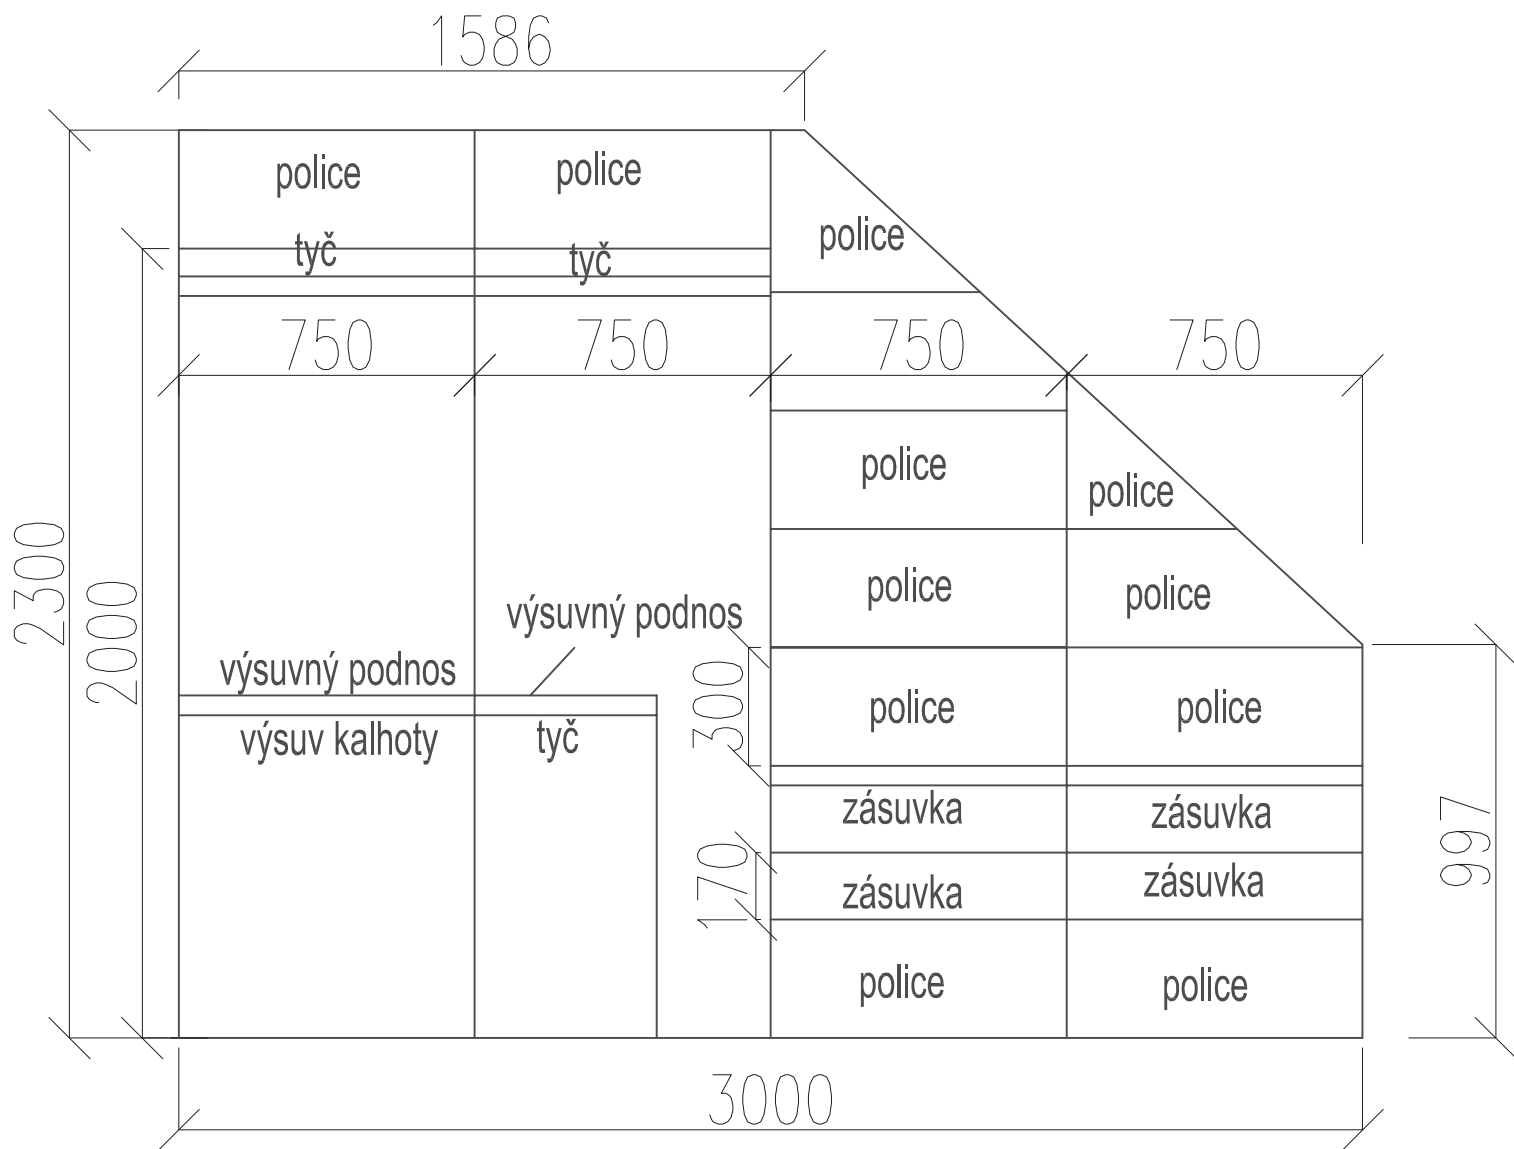 1586
police
police
police
tyč
tyč
750
750
750
750
police
police
2300
2000
police
police
výsuvný podnos
výsuvný podnos
300
police
police
výsuv kalhoty
tyč
zásuvka
zásuvka
997
170
zásuvka
zásuvka
police
police
3000